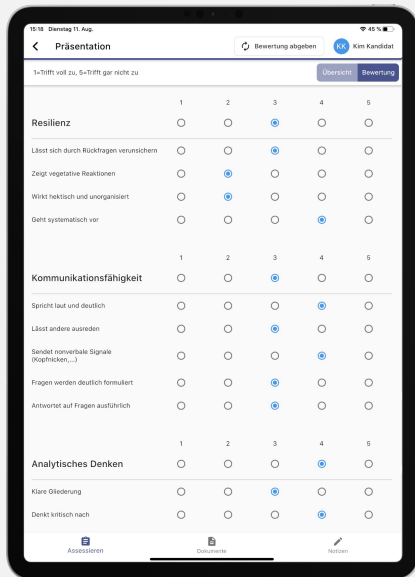 15:18 Dienstag 11. Aug.
45 %
Präsentation
Bewertung abgeben
KK
Kim Kandidat
1=Trifft voll zu, 5=Trifft gar nicht zu
Übersicht
Bewertung
1 2 3 4 5
Resilienz
Lässt sich durch Rückfragen verunsichern
Zeigt vegetative Reaktionen
Wirkt hektisch und unorganisiert
Geht systematisch vor
1 2 3 4 5
Kommunikationsfähigkeit
Spricht laut und deutlich
Lässt andere ausreden
Sendet nonverbale Signale
(Kopfnicken,...)
Fragen werden deutlich formuliert
Antwortet auf Fragen ausführlich
1 2 3 4 5
Analytisches Denken
Klare Gliederung
Denkt kritisch nach
Assessieren
Dokumente
Notizen